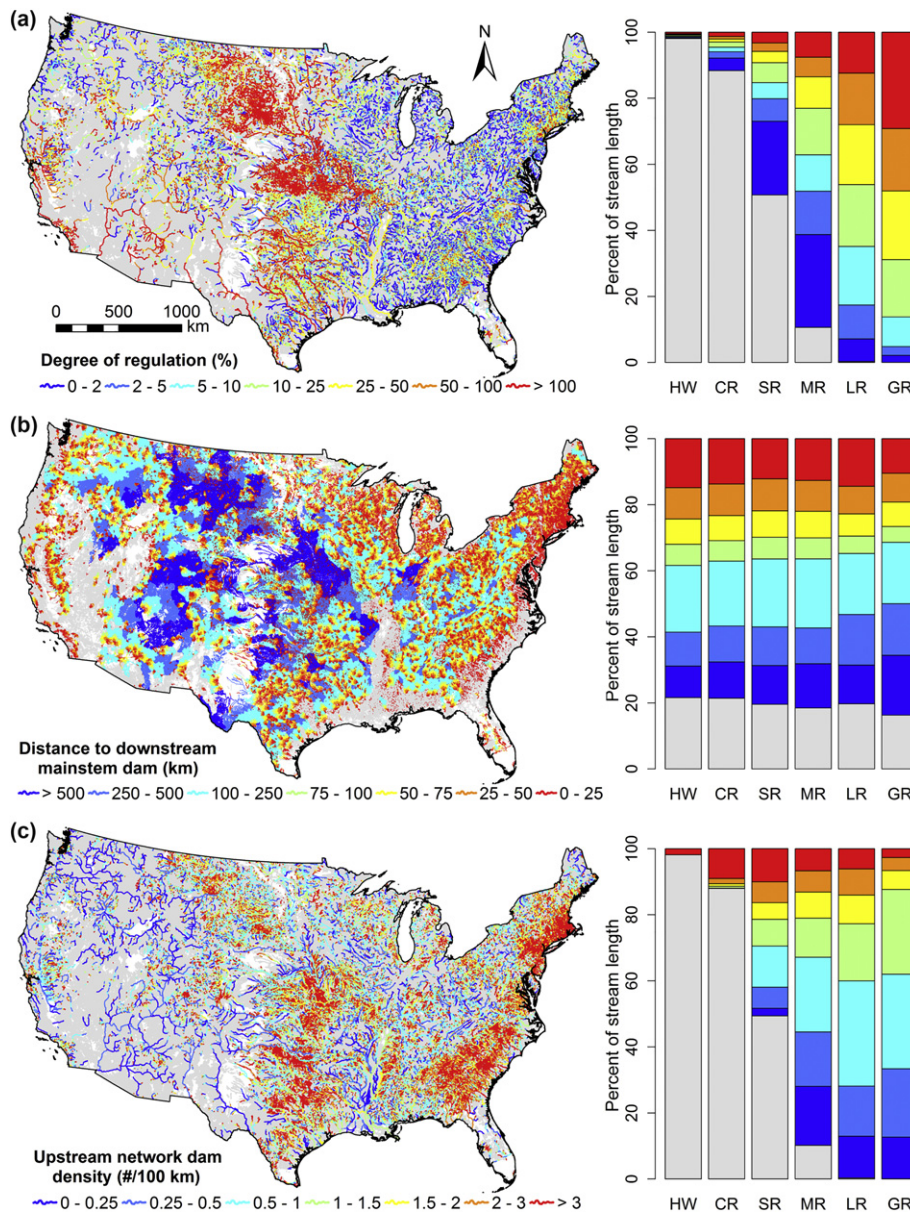 (a)
N
0 500 1000
km
Degree of regulation (%)
0 - 2 2 - 5 5 - 10 10 - 25 25 - 50 50 - 100 > 100
Percent of stream length
0 20 40 60 80 100
HW CR SR MR LR GR
(b)
Distance to downstream
mainstem dam (km)
> 500 250 - 500 100 - 250 75 - 100 50 - 75 25 - 50 0 - 25
Percent of stream length
0 20 40 60 80 100
HW CR SR MR LR GR
(c)
Upstream network dam
density (#/100 km)
0 - 0.25 0.25 - 0.5 0.5 - 1 1 - 1.5 1.5 - 2 2 - 3 > 3
Percent of stream length
0 20 40 60 80 100
HW CR SR MR LR GR